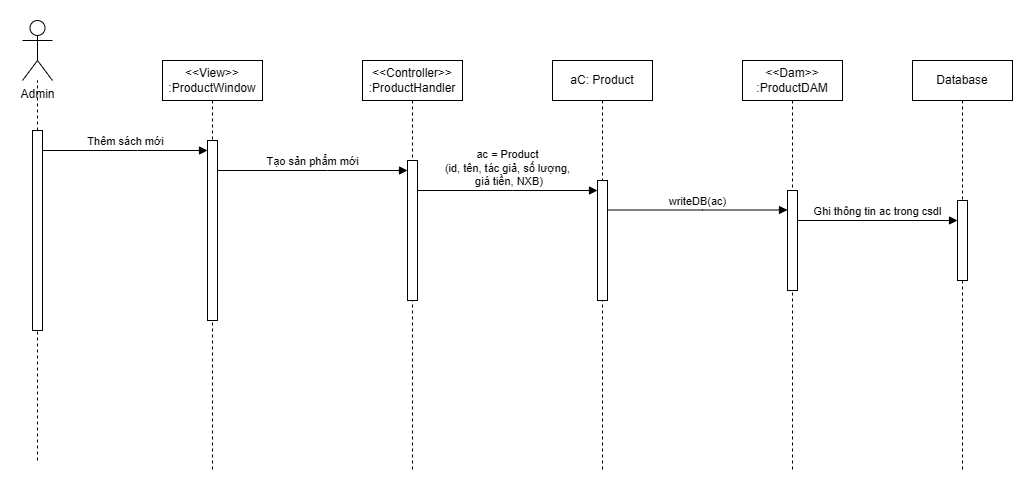 Admin
<<View>>
:ProductWindow
<<Controller>>
:ProductHandler
aC: Product
<<Dam>>
:ProductDAM
Database
Thêm sách mới
Tạo sản phẩm mới
ac = Product
(id, tên, tác giả, số lượng,
giá tiền, NXB)
writeDB(ac)
Ghi thông tin ac trong csdl